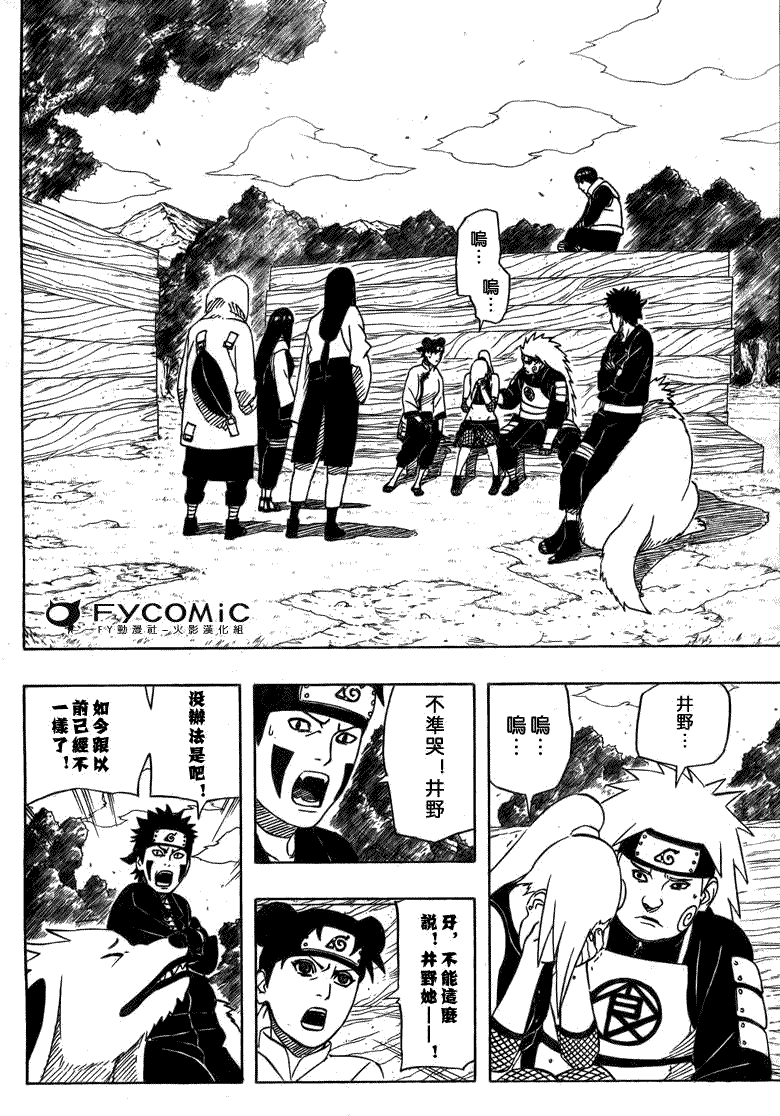 嗚…
嗚…
FYCOMiC
FY動漫社-火影漢化組
井野…
嗚…
嗚…
不準哭！井野
牙，不能這麼
說！井野她——！
没辦法是吧！
如今跟以
前已經不
一樣了！